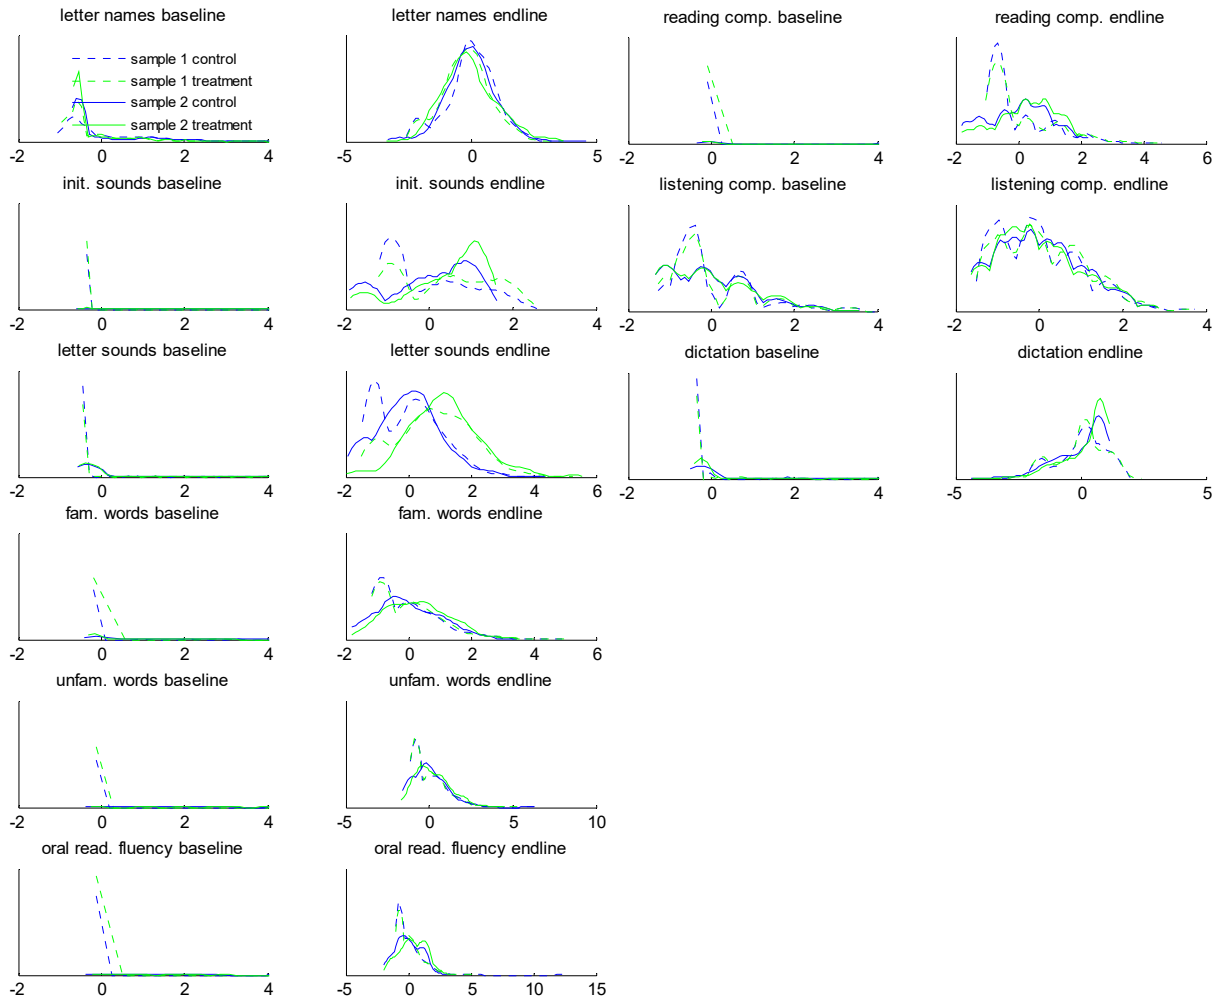 letter names baseline
letter names endline
reading comp. baseline
reading comp. endline
sample 1 control
sample 1 treatment
sample 2 control
sample 2 treatment
-2 0 2 4
-5 0 5
-2 0 2 4
-2 0 2 4 6
init. sounds baseline
init. sounds endline
listening comp. baseline
listening comp. endline
-2 0 2 4
-2 0 2 4
-2 0 2 4
-2 0 2 4
letter sounds baseline
letter sounds endline
dictation baseline
dictation endline
-2 0 2 4
-2 0 2 4 6
-2 0 2 4
-5 0 5
fam. words baseline
fam. words endline
-2 0 2 4
-2 0 2 4 6
unfam. words baseline
unfam. words endline
-2 0 2 4
-5 0 5 10
oral read. fluency baseline
oral read. fluency endline
-2 0 2 4
-5 0 5 10 15